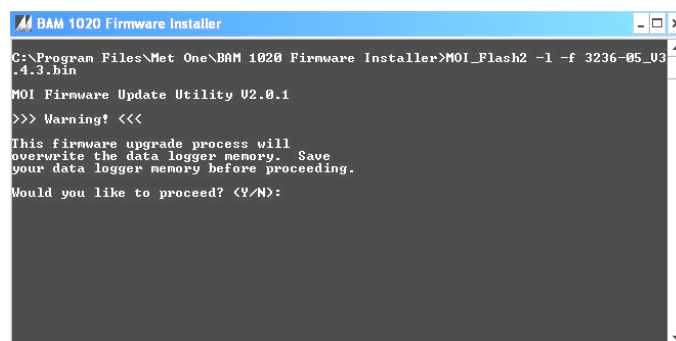 BAM 1020 Firmware Installer
C:\Program Files\Met One\BAM 1020 Firmware Installer>MOI_Flash2 -l -f 3236-05_V3
.4.3.bin
MOI Firmware Update Utility V2.0.1
>>> Warning! <<<
This firmware upgrade process will
overwrite the data logger memory.  Save
your data logger memory before proceeding.
Would you like to proceed? (Y/N):